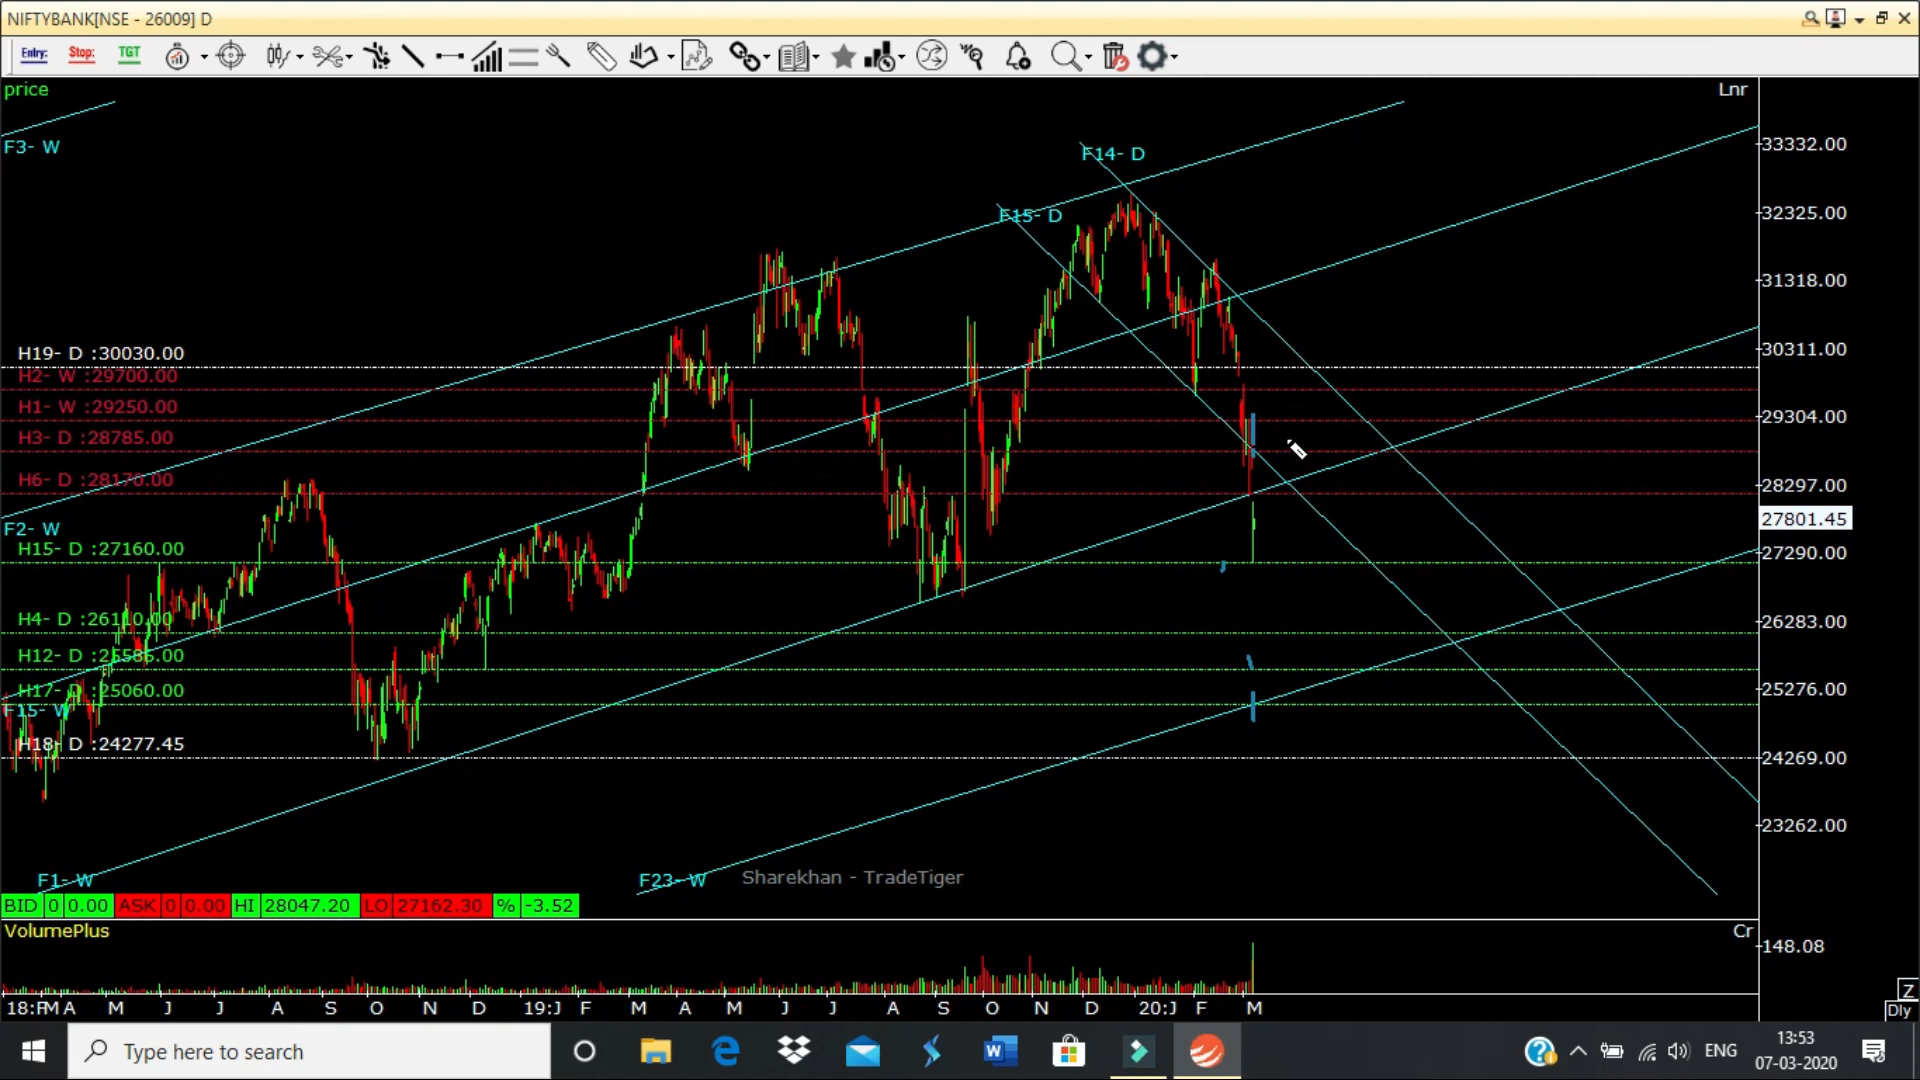 NIFTYBANK[NSE - 26009] D
Entry:
Stop:
TGT
price
Lnr
F3- W
F14- D
33332.00
F15- D
32325.00
31318.00
H19- D :30030.00
30311.00
H2- W :29700.00
H1- W :29250.00
29304.00
H3- D :28785.00
H6- D :28170.00
28297.00
27801.45
F2- W
H15- D :27160.00
27290.00
H4- D :26110.00
26283.00
H12- D :25585.00
H17- D :25060.00
25276.00
F15- W
H18- D :24277.45
24269.00
23262.00
F1- W
F23- W
Sharekhan - TradeTiger
BID 0 0.00 ASK 0 0.00 HI 28047.20 LO 27162.30 % -3.52
VolumePlus
Cr
148.08
Z
18:FMA M J J A S O N D 19:J F M A M J J A S O N D 20:J F M
Dly
Type here to search
ENG
13:53
07-03-2020